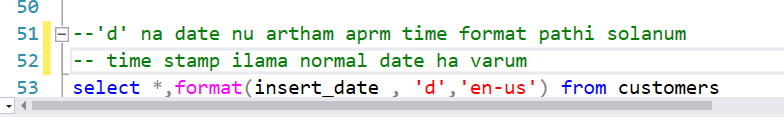 50
51 --'d' na date nu artham aprm time format pathi solanum
52 -- time stamp ilama normal date ha varum
53 select *,format(insert_date , 'd','en-us') from customers